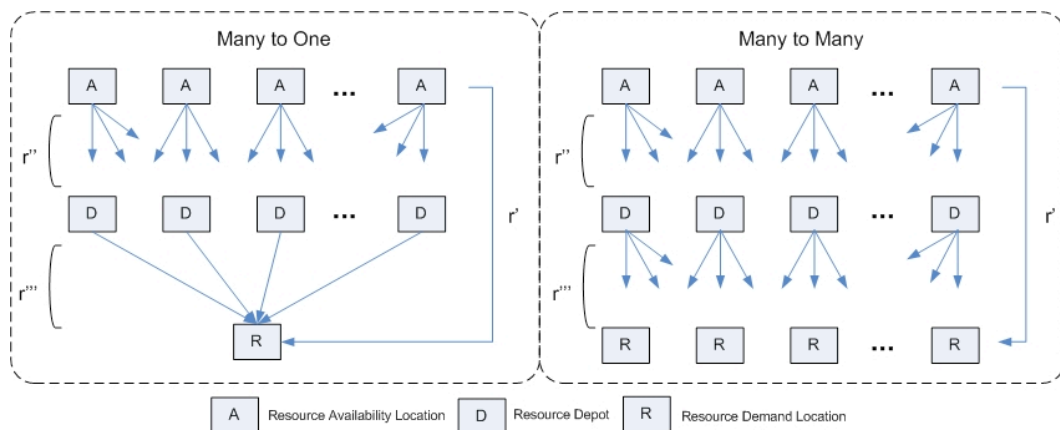 Many to One
Many to Many
A A A ... A
A A A ... A
r''
r''
D D D ... D
r'
D D D ... D
r'
r'''
r'''
R
R R R ... R
A Resource Availability Location D Resource Depot R Resource Demand Location